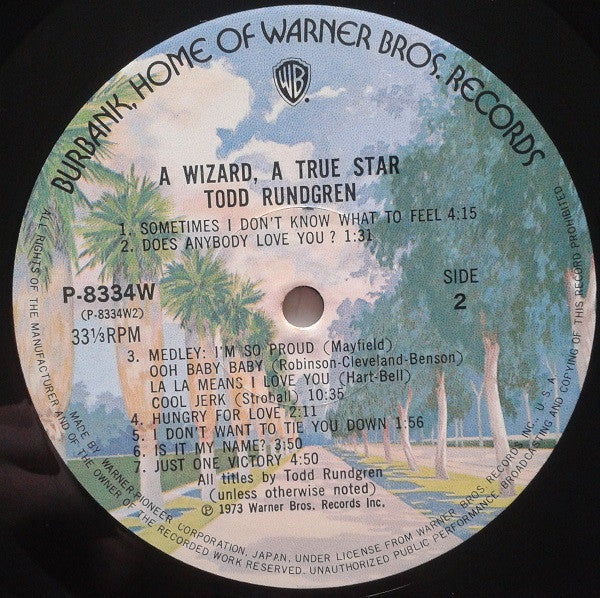 BURBANK, HOME OF WARNER BROS. RECORDS
WB
A WIZARD, A TRUE STAR
TODD RUNDGREN
1. SOMETIMES I DON'T KNOW WHAT TO FEEL 4:15
2. DOES ANYBODY LOVE YOU ? 1:31
P-8334W
(P-8334W2)
33⅓RPM
SIDE
2
3. MEDLEY: I'M SO PROUD (Mayfield)
OOH BABY BABY (Robinson-Cleveland-Benson)
LA LA MEANS I LOVE YOU (Hart-Bell)
COOL JERK (Stroball) 10:35
4. HUNGRY FOR LOVE 2:11
5. I DON'T WANT TO TIE YOU DOWN 1:56
6. IS IT MY NAME? 3:50
7. JUST ONE VICTORY 4:50
All titles by Todd Rundgren
(unless otherwise noted)
℗ 1973 Warner Bros. Records Inc.
MADE BY WARNER-PIONEER CORPORATION, JAPAN, UNDER LICENSE FROM WARNER BROS. RECORDS INC., U. S. A.
ALL RIGHTS OF THE MANUFACTURER AND OF THE OWNER OF THE RECORDED WORK RESERVED. UNAUTHORIZED PUBLIC PERFORMANCE BROADCASTING AND COPYING OF THIS RECORD PROHIBITED